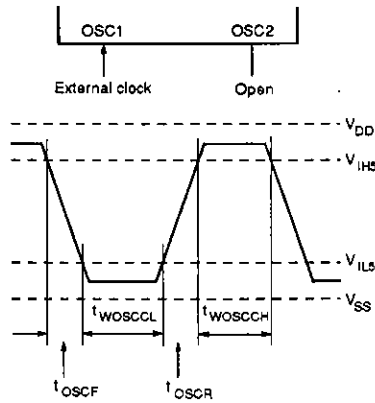 OSC1 OSC2
External clock Open
VDD
VIH5
VIL5
VSS
tWOSCCL tWOSCCH
tOSCF tOSCR